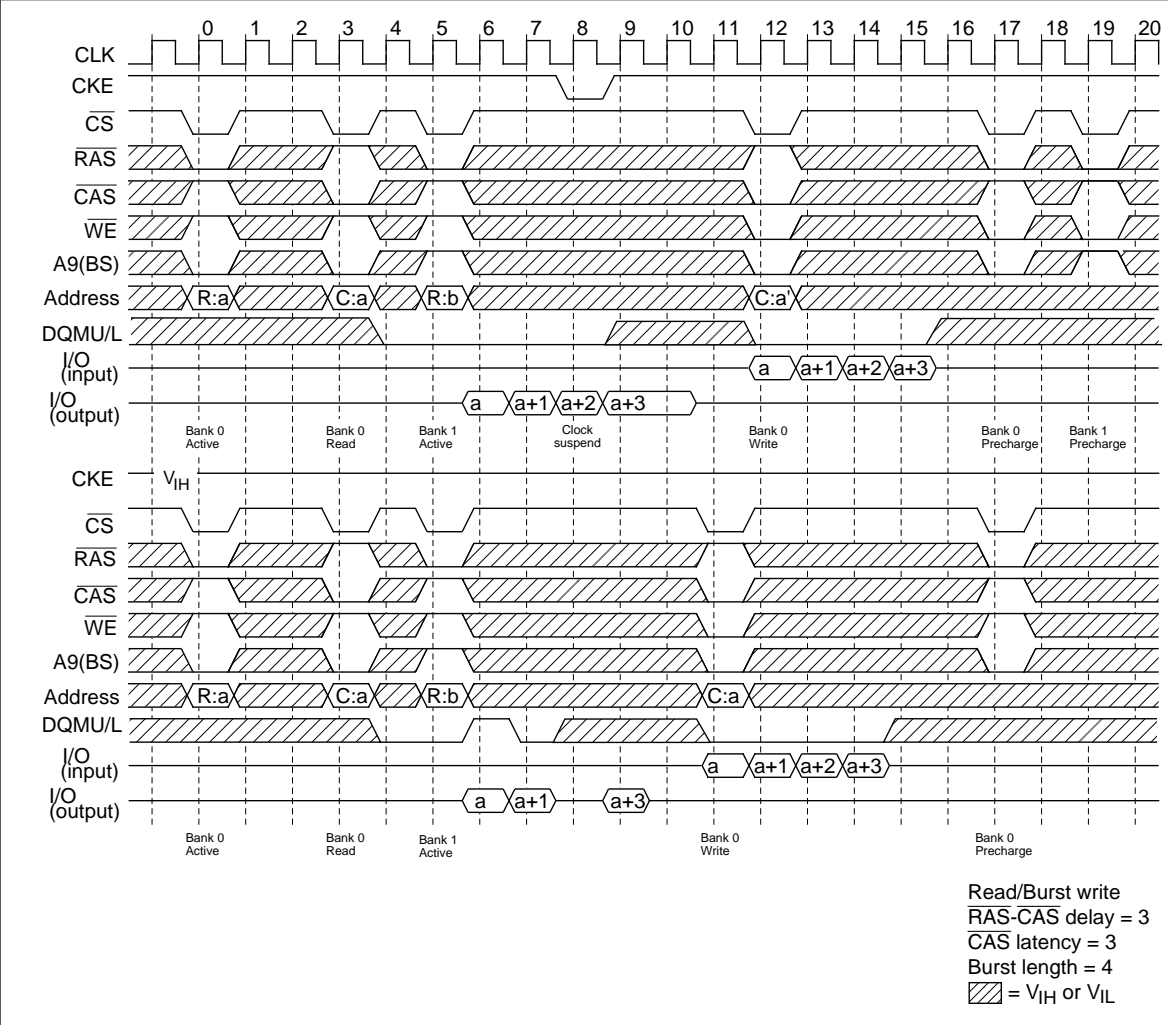 0 1 2 3 4 5 6 7 8 9 10 11 12 13 14 15 16 17 18 19 20
CLK
CKE
CS
RAS
CAS
WE
A9(BS)
Address R:a C:a R:b C:a'
DQMU/L
I/O
(input) a a+1 a+2 a+3
I/O
(output) a a+1 a+2 a+3
Bank 0 Bank 0 Bank 1 Clock Bank 0 Bank 0 Bank 1
Active Read Active suspend Write Precharge Precharge
CKE VIH
CS
RAS
CAS
WE
A9(BS)
Address R:a C:a R:b C:a
DQMU/L
I/O
(input) a a+1 a+2 a+3
I/O
(output) a a+1 a+3
Bank 0 Bank 0 Bank 1 Bank 0 Bank 0
Active Read Active Write Precharge
Read/Burst write
RAS-CAS delay = 3
CAS latency = 3
Burst length = 4
= VIH or VIL